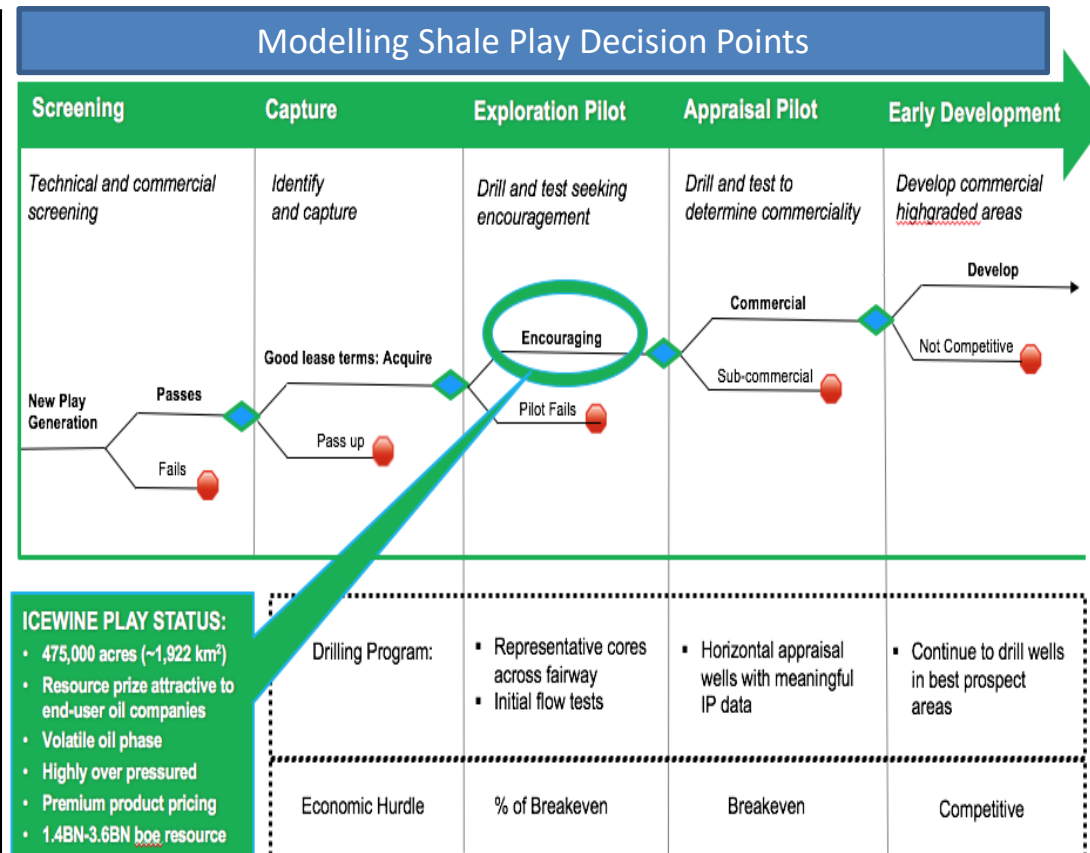 Modelling Shale Play Decision Points
Screening
Capture
Exploration Pilot
Appraisal Pilot
Early Development
Technical and commercial
screening
Identify
and capture
Drill and test seeking
encouragement
Drill and test to
determine commerciality
Develop commercial
highgraded areas
New Play
Generation
Passes
Fails
Good lease terms: Acquire
Pass up
Encouraging
Pilot Fails
Commercial
Sub-commercial
Develop
Not Competitive
ICEWINE PLAY STATUS:
• 475,000 acres (~1,922 km²)
• Resource prize attractive to
end-user oil companies
• Volatile oil phase
• Highly over pressured
• Premium product pricing
• 1.4BN-3.6BN boe resource
Drilling Program:
▪ Representative cores
across fairway
▪ Initial flow tests
▪ Horizontal appraisal
wells with meaningful
IP data
▪ Continue to drill wells
in best prospect
areas
Economic Hurdle
% of Breakeven
Breakeven
Competitive